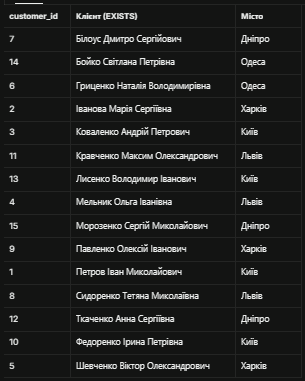 customer_id Клієнт (EXISTS) Місто
7 Білоус Дмитро Сергійович Дніпро
14 Бойко Світлана Петрівна Одеса
6 Гриценко Наталія Володимирівна Одеса
2 Іванова Марія Сергіївна Харків
3 Коваленко Андрій Петрович Київ
11 Кравченко Максим Олександрович Львів
13 Лисенко Володимир Іванович Київ
4 Мельник Ольга Іванівна Львів
15 Морозенко Сергій Миколайович Дніпро
9 Павленко Олексій Іванович Харків
1 Петров Іван Миколайович Київ
8 Сидоренко Тетяна Миколаївна Львів
12 Ткаченко Анна Сергіївна Дніпро
10 Федоренко Ірина Петрівна Київ
5 Шевченко Віктор Олександрович Харків